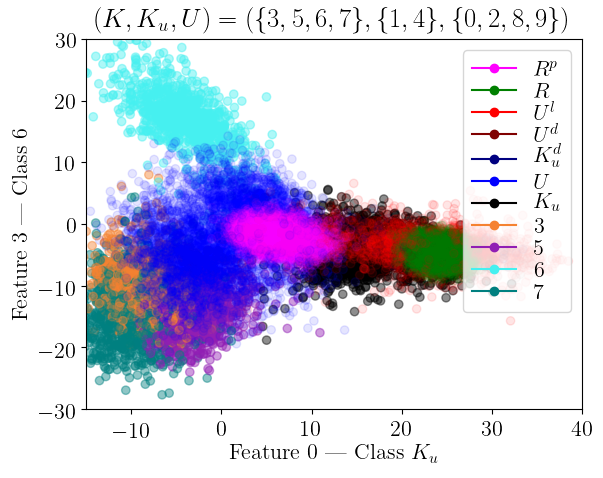 (K, K_u, U) = ({3, 5, 6, 7}, {1, 4}, {0, 2, 8, 9})
30
20
10
0
−10
−20
−30
Feature 3 — Class 6
R^p
R
U^l
U^d
K_u^d
U
K_u
3
5
6
7
−10
0
10
20
30
40
Feature 0 — Class K_u